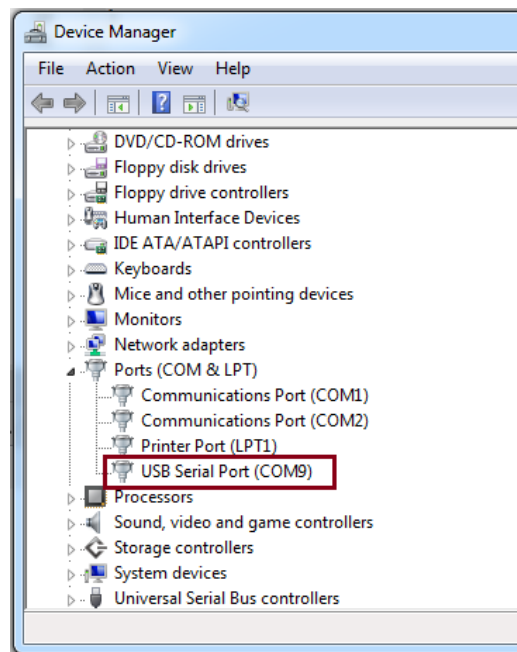 Device Manager
File Action View Help
DVD/CD-ROM drives
Floppy disk drives
Floppy drive controllers
Human Interface Devices
IDE ATA/ATAPI controllers
Keyboards
Mice and other pointing devices
Monitors
Network adapters
Ports (COM & LPT)
Communications Port (COM1)
Communications Port (COM2)
Printer Port (LPT1)
USB Serial Port (COM9)
Processors
Sound, video and game controllers
Storage controllers
System devices
Universal Serial Bus controllers